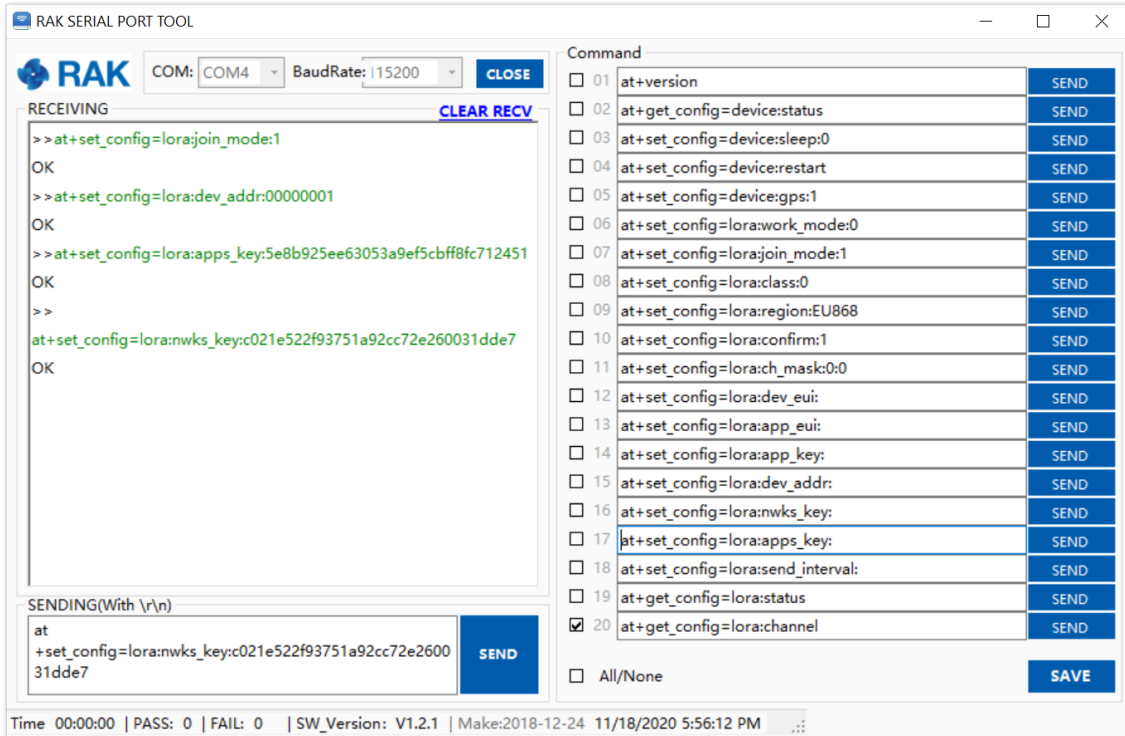 RAK SERIAL PORT TOOL
RAK
COM: COM4 BaudRate: 115200 CLOSE
RECEIVING CLEAR RECV
>>at+set_config=lora:join_mode:1
OK
>>at+set_config=lora:dev_addr:00000001
OK
>>at+set_config=lora:apps_key:5e8b925ee63053a9ef5cbff8fc712451
OK
>>
at+set_config=lora:nwks_key:c021e522f93751a92cc72e260031dde7
OK
SENDING(With \r\n)
at
+set_config=lora:nwks_key:c021e522f93751a92cc72e2600
31dde7
SEND
Command
01 at+version SEND
02 at+get_config=device:status SEND
03 at+set_config=device:sleep:0 SEND
04 at+set_config=device:restart SEND
05 at+set_config=device:gps:1 SEND
06 at+set_config=lora:work_mode:0 SEND
07 at+set_config=lora:join_mode:1 SEND
08 at+set_config=lora:class:0 SEND
09 at+set_config=lora:region:EU868 SEND
10 at+set_config=lora:confirm:1 SEND
11 at+set_config=lora:ch_mask:0:0 SEND
12 at+set_config=lora:dev_eui: SEND
13 at+set_config=lora:app_eui: SEND
14 at+set_config=lora:app_key: SEND
15 at+set_config=lora:dev_addr: SEND
16 at+set_config=lora:nwks_key: SEND
17 at+set_config=lora:apps_key: SEND
18 at+set_config=lora:send_interval: SEND
19 at+get_config=lora:status SEND
20 at+get_config=lora:channel SEND
All/None SAVE
Time 00:00:00 | PASS: 0 | FAIL: 0 | SW_Version: V1.2.1 | Make:2018-12-24 11/18/2020 5:56:12 PM